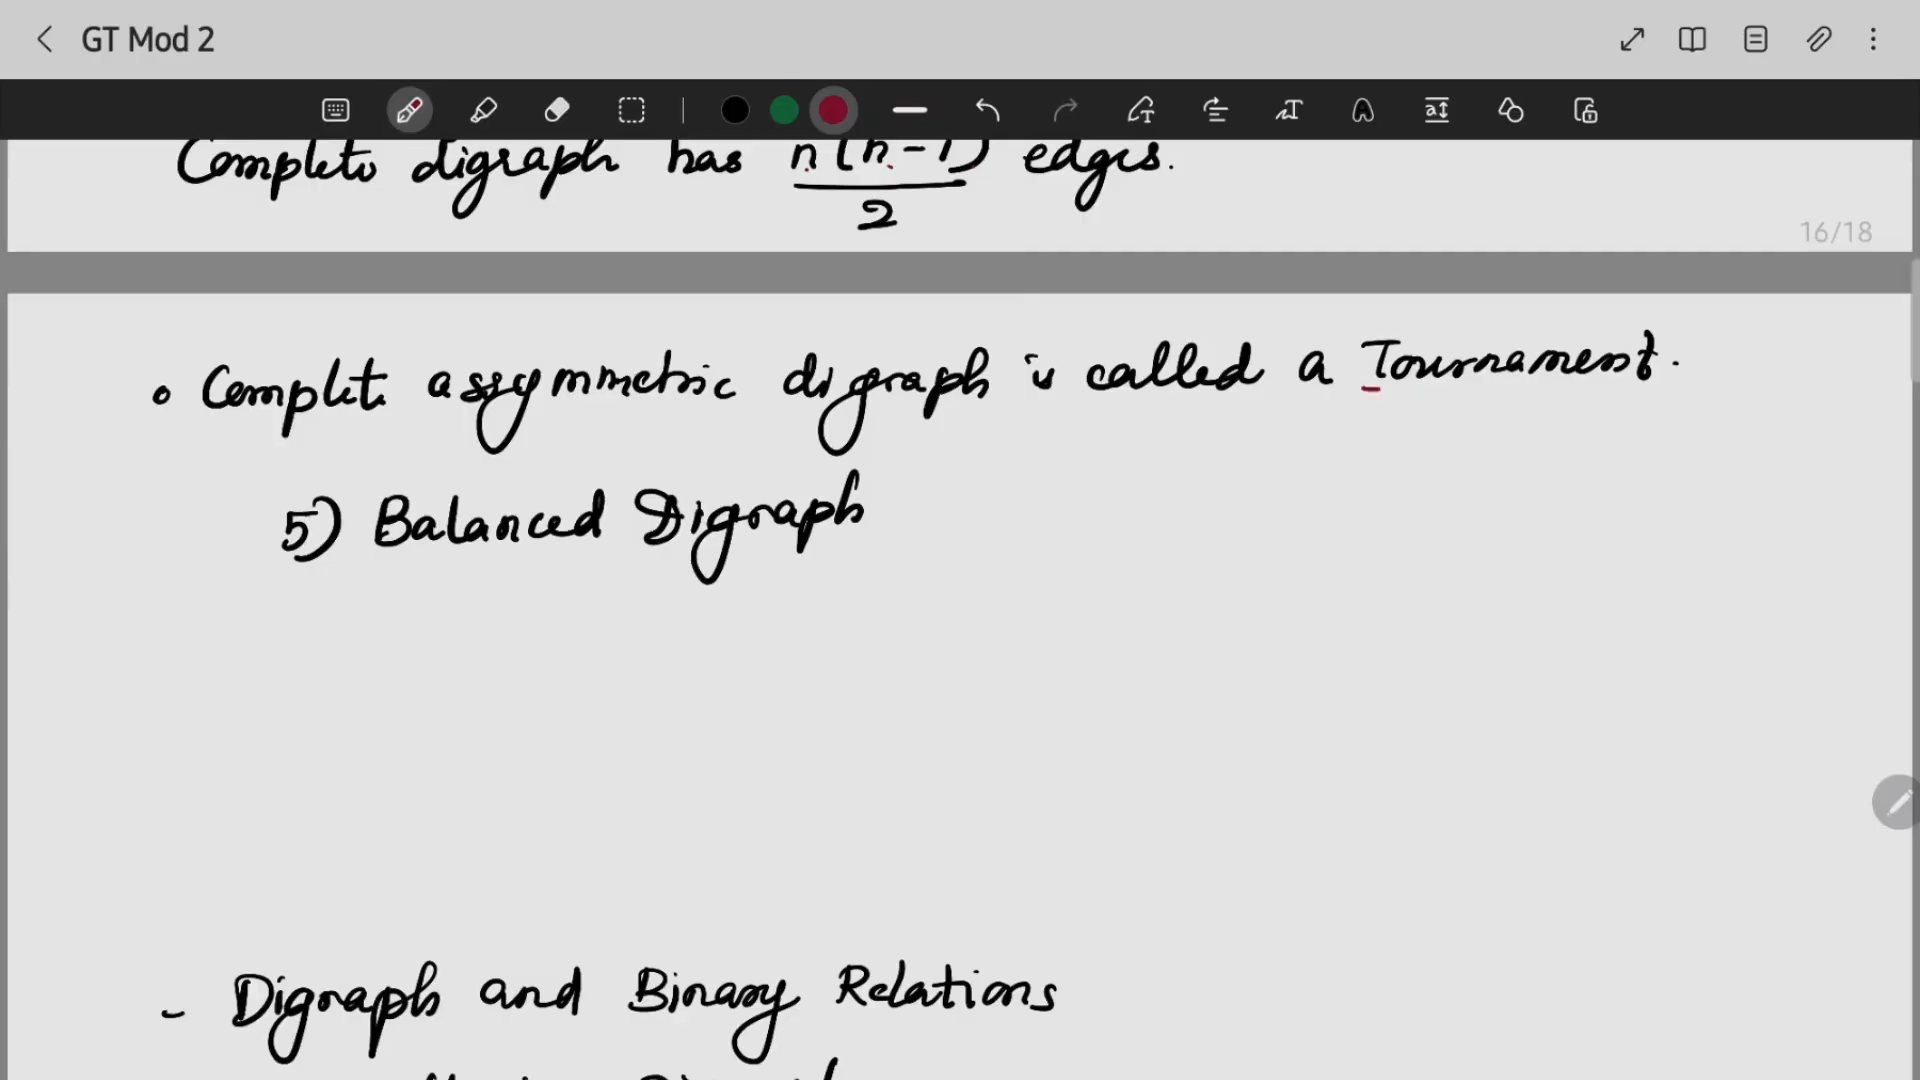 GT Mod 2
Complete digraph has n(n-1)/2 edges.
16/18
• Complete assymmetric digraph is called a Tournament.
5) Balanced Digraph
- Digraph and Binary Relations